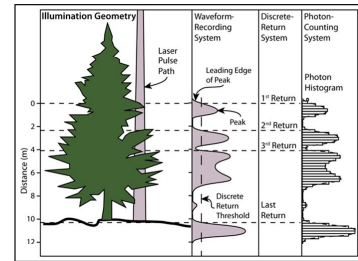 Illumination Geometry
Laser
Pulse
Path
Distance (m)
0
2
4
6
8
10
12
Waveform-
Recording
System
Leading Edge
of Peak
Peak
Discrete
Return
Threshold
Discrete-
Return
System
1st Return
2nd Return
3rd Return
Last
Return
Photon-
Counting
System
Photon
Histogram